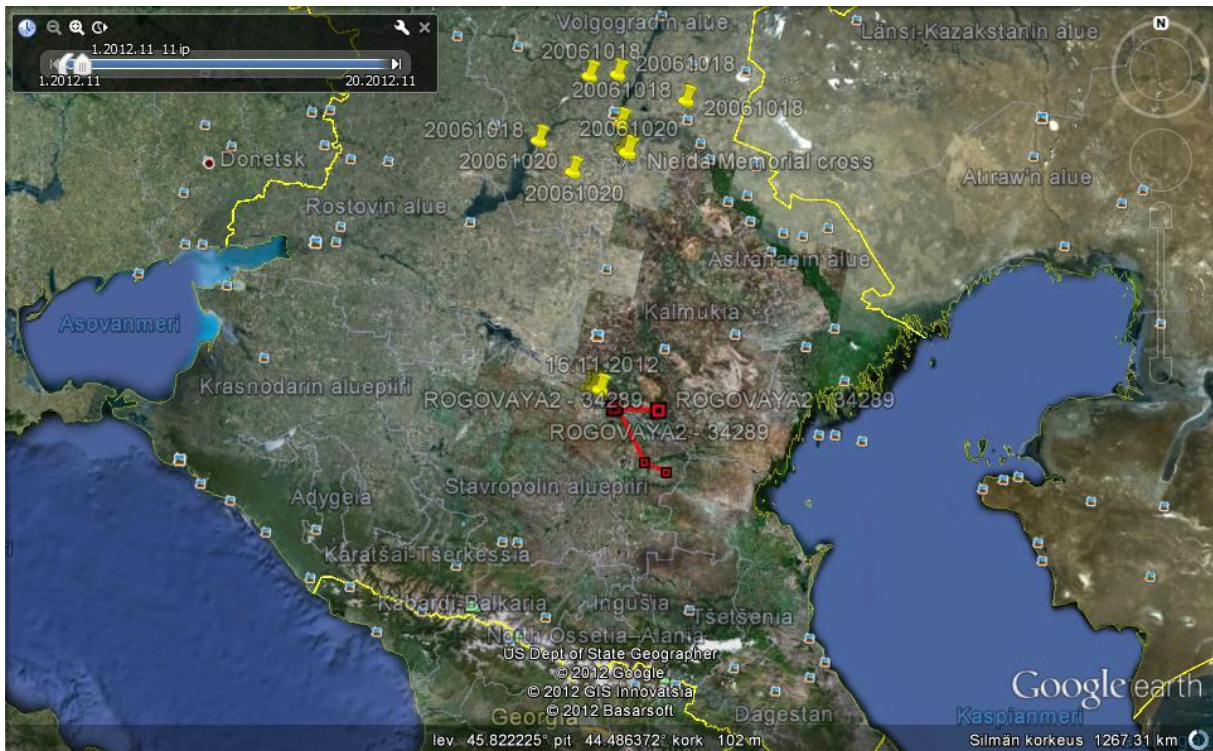 1.2012.11 11 ip
1.2012.11
20.2012.11
N
Volgogradin alue
Länsi-Kazakstanin alue
20061018
20061018
20061018
20061018
20061018
20061020
20061020
20061020
Donetsk
Nieida Memorial cross
Atıraw'n alue
Rostovin alue
Astrahanin alue
Asovanmeri
Kalmukia
16.11.2012
Krasnodarin aluepiiri
ROGOVAYA2 - 34289
ROGOVAYA2 - 34289
ROGOVAYA2 - 34289
Stavropolin aluepiiri
Adygeia
Karatšai-Tšerkessia
Kabardi-Balkaria
Ingušia
Tšetšenia
North Ossetia–Alania
US Dept of State Geographer
© 2012 Google
© 2012 GIS Innovatsia
© 2012 Basarsoft
Georgia
Dagestan
Google earth
Kaspianmeri
lev. 45.822225° pit 44.486372° kork 102 m
Silmän korkeus 1267.31 km